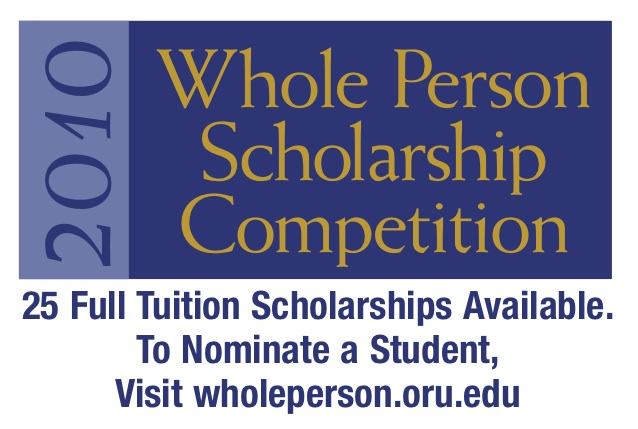 2010
Whole Person
Scholarship
Competition
25 Full Tuition Scholarships Available.
To Nominate a Student,
Visit wholeperson.oru.edu